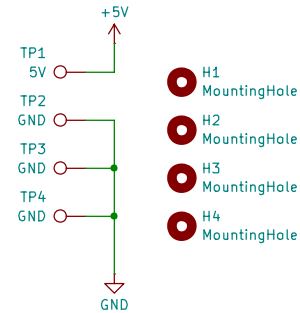 +5V
TP1
5V
TP2
GND
TP3
GND
TP4
GND
GND
H1
MountingHole
H2
MountingHole
H3
MountingHole
H4
MountingHole